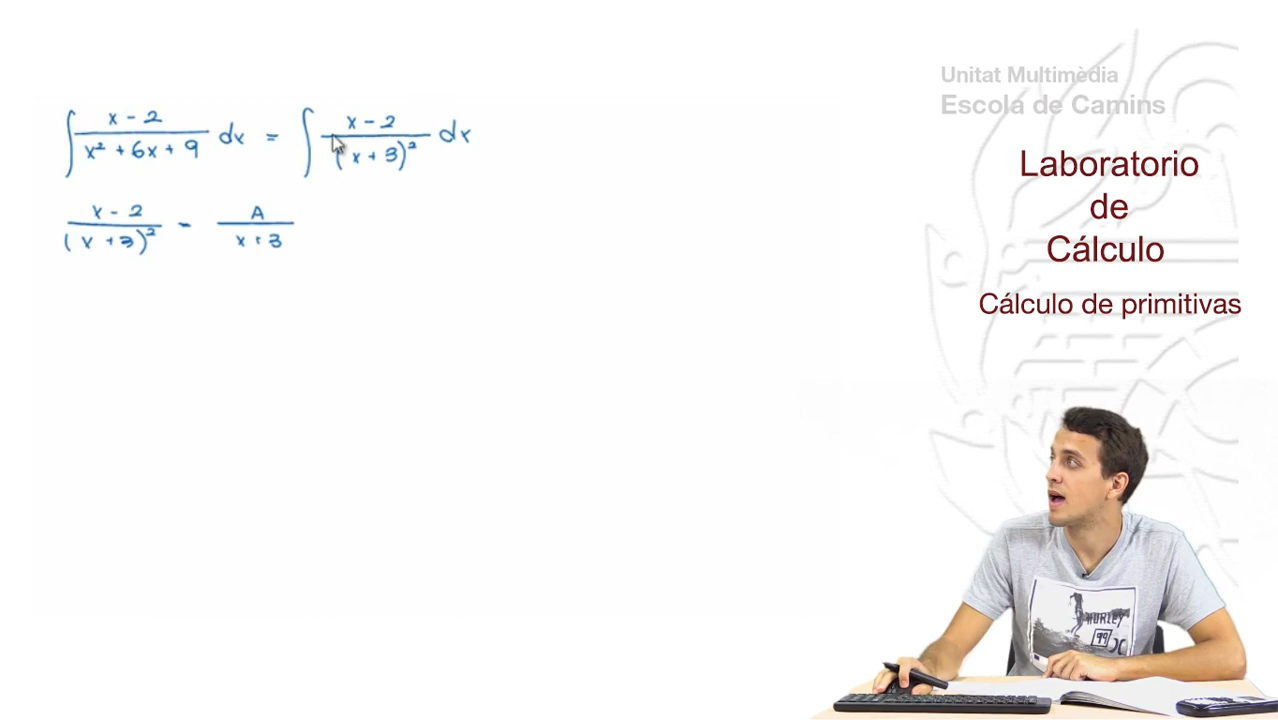 ∫ x - 2 / x² + 6x + 9 dx = ∫ x - 2 / (x + 3)² dx
x - 2 / (x + 3)² = A / x + 3
Unitat Multimèdia
Escola de Camins
Laboratorio
de
Cálculo
Cálculo de primitivas
HURLEY
99